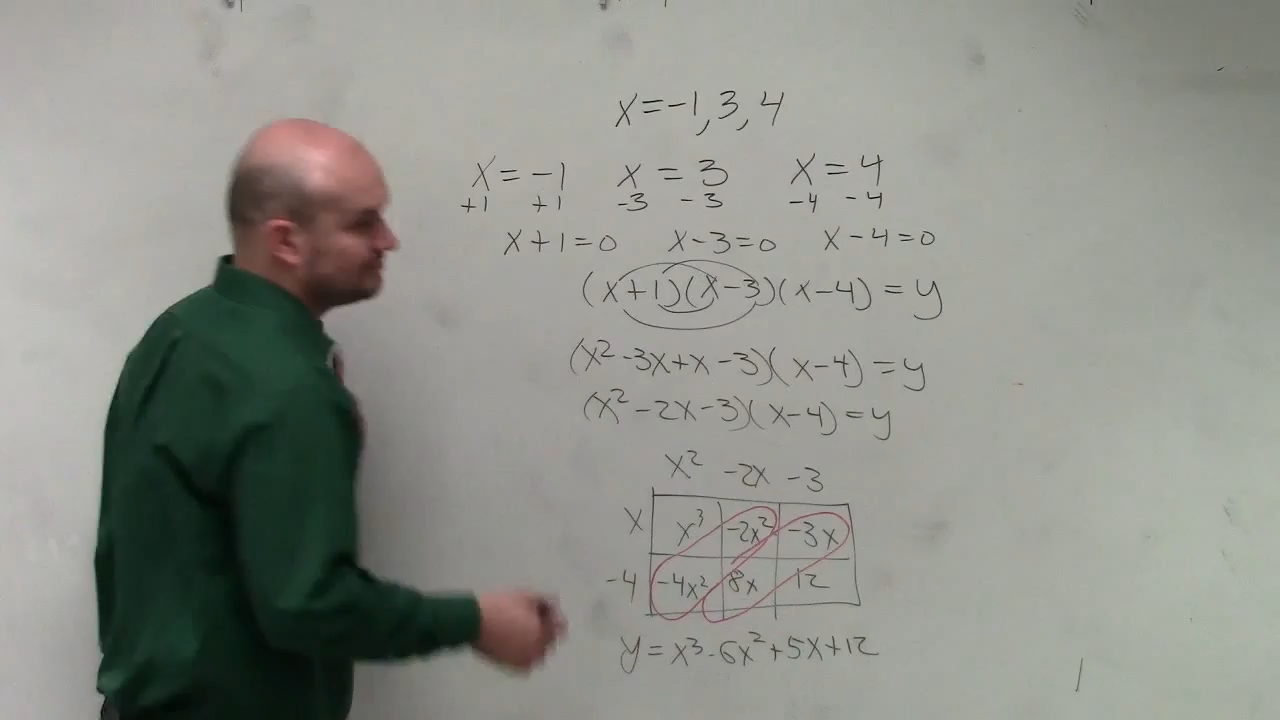 x=-1,3,4
x=-1 x=3 x=4
+1 +1 -3 -3 -4 -4
x+1=0 x-3=0 x-4=0
(x+1)(x-3)(x-4)=y
(x²-3x+x-3)(x-4)=y
(x²-2x-3)(x-4)=y
x² -2x -3
x x³ -2x² -3x
-4 -4x² 8x 12
y=x³-6x²+5x+12